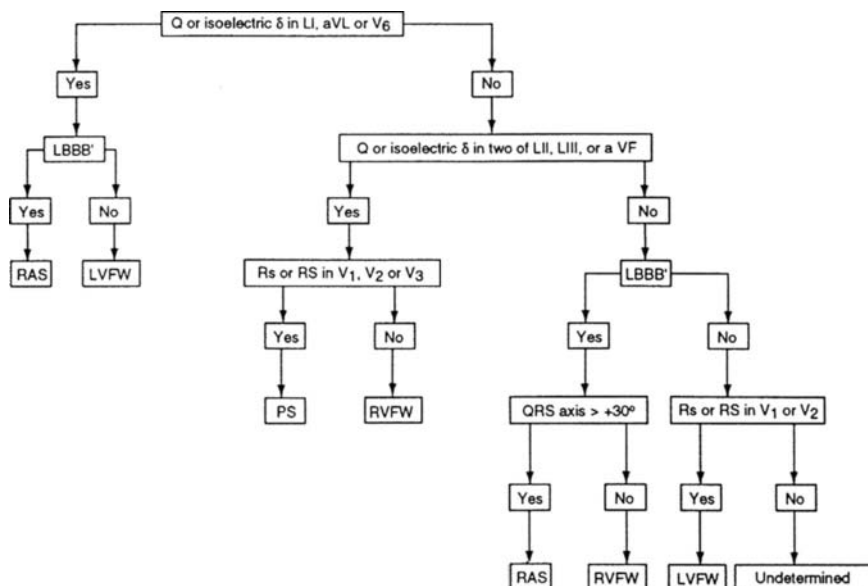 Q or isoelectric δ in LI, aVL or V6
Yes
No
LBBB'
Q or isoelectric δ in two of LII, LIII, or a VF
Yes
No
Yes
No
RAS
LVFW
Rs or RS in V1, V2 or V3
LBBB'
Yes
No
Yes
No
PS
RVFW
QRS axis > +30º
Rs or RS in V1 or V2
Yes
No
Yes
No
RAS
RVFW
LVFW
Undetermined